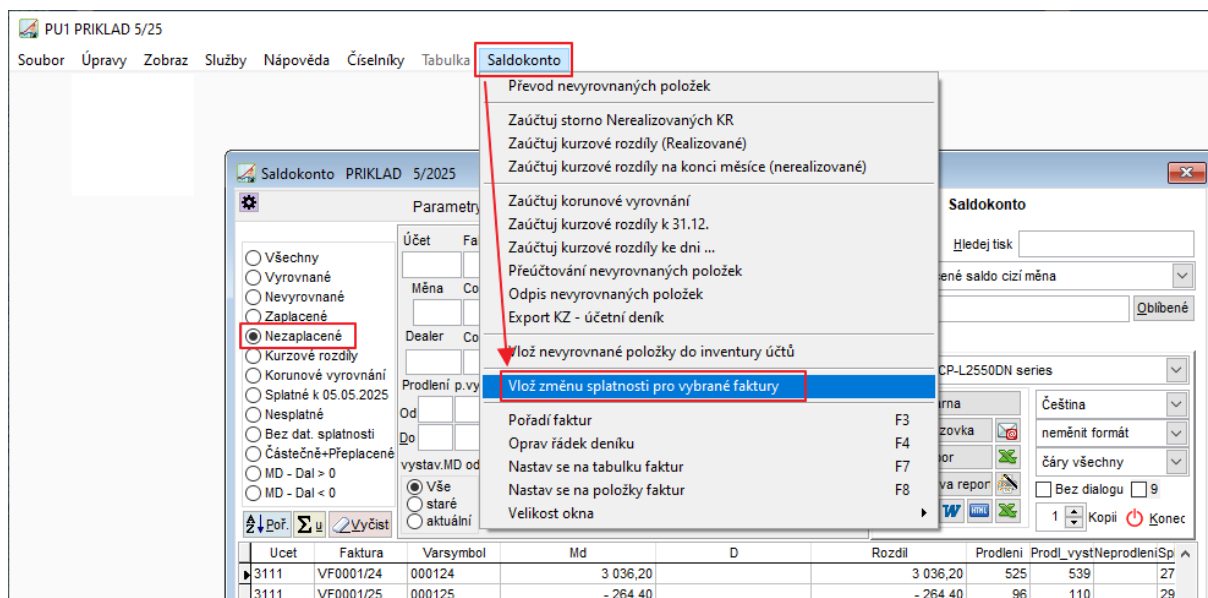 PU1 PRIKLAD 5/25
Soubor Úpravy Zobraz Služby Nápověda Číselníky Tabulka Saldokonto
Převod nevyrovnaných položek
Zaúčtuj storno Nerealizovaných KR
Zaúčtuj kurzové rozdíly (Realizované)
Zaúčtuj kurzové rozdíly na konci měsíce (nerealizované)
Zaúčtuj korunové vyrovnání
Zaúčtuj kurzové rozdíly k 31.12.
Zaúčtuj kurzové rozdíly ke dni ...
Přeúčtování nevyrovnaných položek
Odpis nevyrovnaných položek
Export KZ - účetní deník
Vlož nevyrovnané položky do inventury účtů
Vlož změnu splatnosti pro vybrané faktury
Pořadí faktur F3
Oprav řádek deníku F4
Nastav se na tabulku faktur F7
Nastav se na položky faktur F8
Velikost okna
Saldokonto PRIKLAD 5/2025
Parametry
Všechny
Vyrovnané
Nevyrovnané
Zaplacené
Nezaplacené
Kurzové rozdíly
Korunové vyrovnání
Splatné k 05.05.2025
Nesplatné
Bez dat. splatnosti
Částečně+Přeplacené
MD - Dal > 0
MD - Dal < 0
Poř. Σ u Vyčist
Účet Fa
Měna Co
Dealer Co
Prodlení p.vy
Od
Do
vystav.MD od
Vše
staré
aktuální
Saldokonto
Hledej tisk
ené saldo cizí měna
Oblíbené
CP-L2550DN series
Čeština
neměnit formát
čáry všechny
Bez dialogu 9
1 Kopií Konec
Ucet Faktura Varsymbol Md D Rozdil Prodleni Prodl_vyst Neprodleni Spl
3111 VF0001/24 000124 3 036,20 3 036,20 525 539 27
3111 VF0001/25 000125 - 264,40 - 264,40 96 110 29